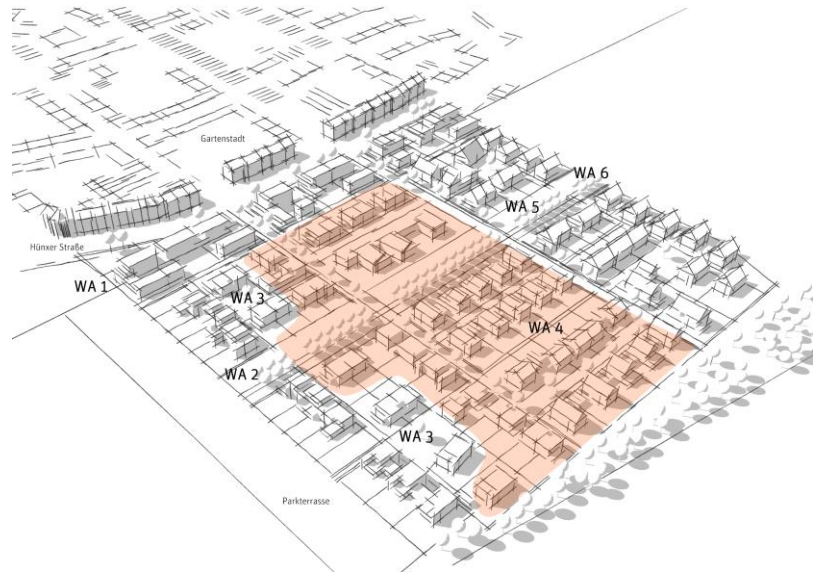 Gartenstadt
WA 6
WA 5
Hünxer Straße
WA 1
WA 3
WA 4
WA 2
WA 3
Parkterrasse